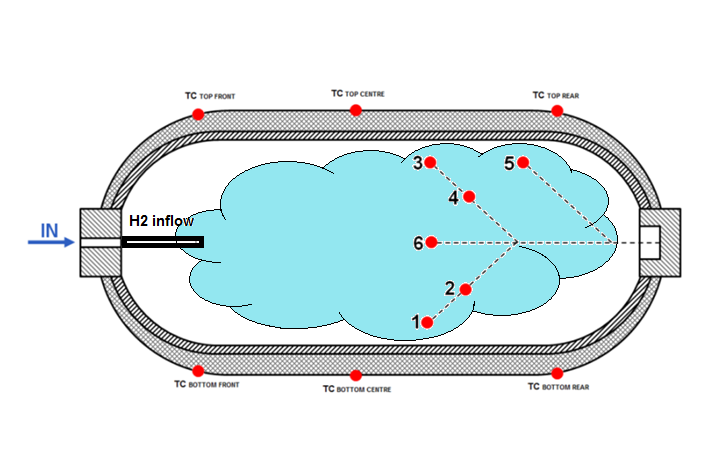 TC TOP FRONT
TC TOP CENTRE
TC TOP REAR
3
5
4
H2 inflow
IN
6
2
1
TC BOTTOM FRONT
TC BOTTOM CENTRE
TC BOTTOM REAR